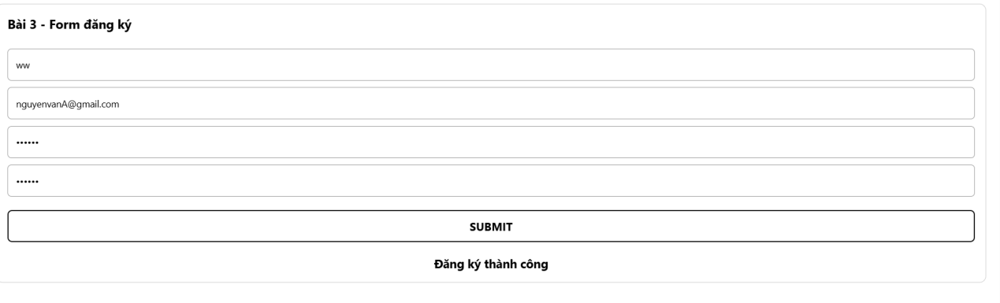 Bài 3 - Form đăng ký
ww
nguyenvanA@gmail.com
••••••
••••••
SUBMIT
Đăng ký thành công